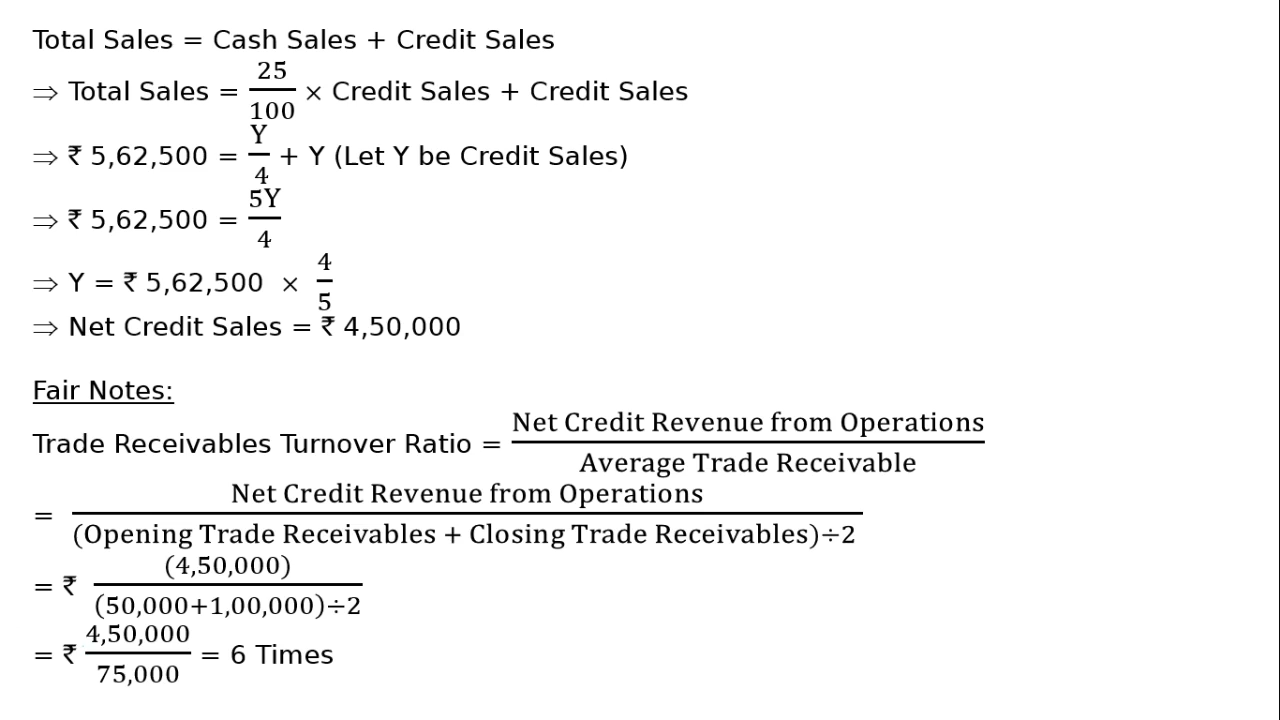 Total Sales = Cash Sales + Credit Sales
⇒ Total Sales = 25/100 × Credit Sales + Credit Sales
⇒ ₹ 5,62,500 = Y/4 + Y (Let Y be Credit Sales)
⇒ ₹ 5,62,500 = 5Y/4
⇒ Y = ₹ 5,62,500 × 4/5
⇒ Net Credit Sales = ₹ 4,50,000
Fair Notes:
Trade Receivables Turnover Ratio = Net Credit Revenue from Operations/Average Trade Receivable
= Net Credit Revenue from Operations/(Opening Trade Receivables + Closing Trade Receivables)÷2
= ₹ (4,50,000)/(50,000+1,00,000)÷2
= ₹ 4,50,000/75,000 = 6 Times